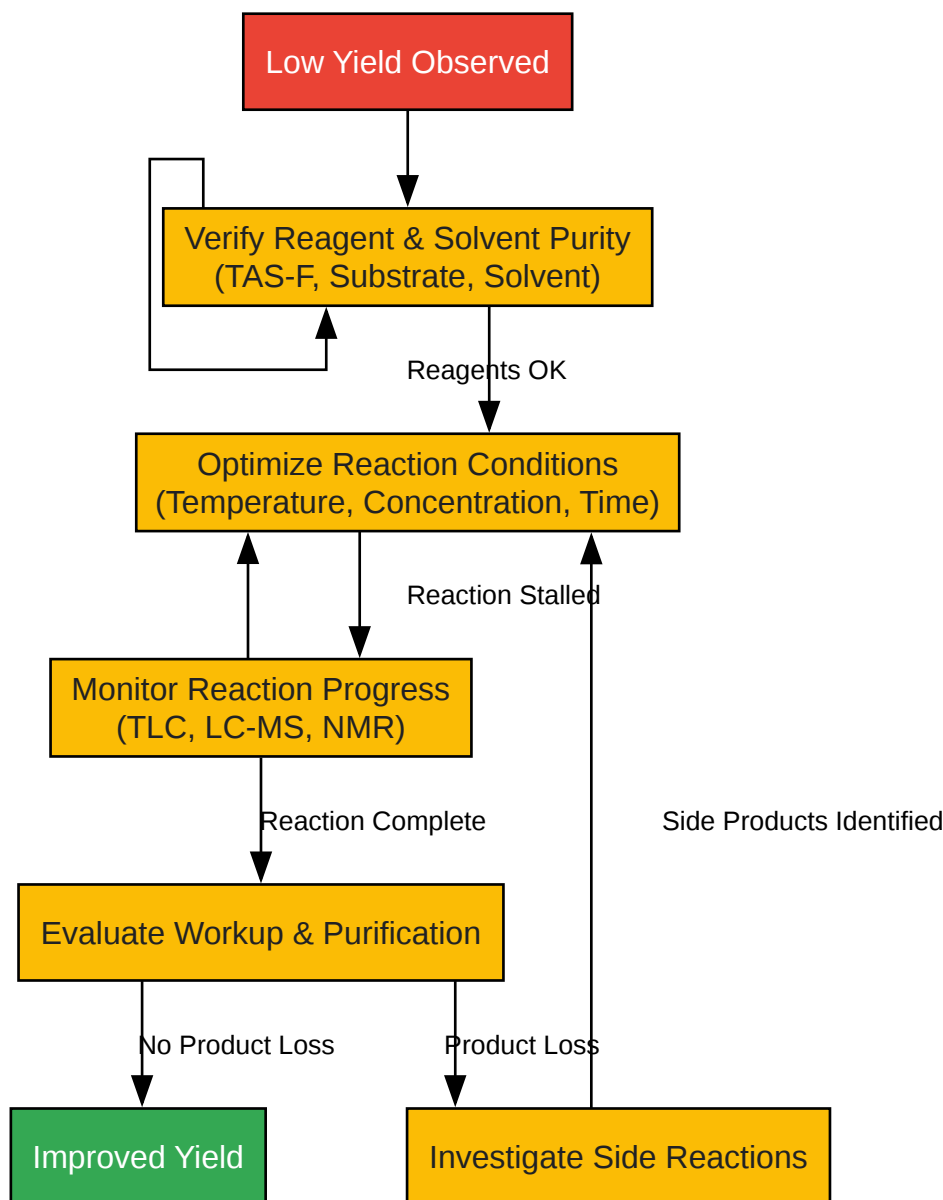 Low Yield Observed
Verify Reagent & Solvent Purity
(TAS-F, Substrate, Solvent)
Reagents OK
Optimize Reaction Conditions
(Temperature, Concentration, Time)
Reaction Stalled
Monitor Reaction Progress
(TLC, LC-MS, NMR)
Reaction Complete
Side Products Identified
Evaluate Workup & Purification
No Product Loss
Product Loss
Improved Yield
Investigate Side Reactions